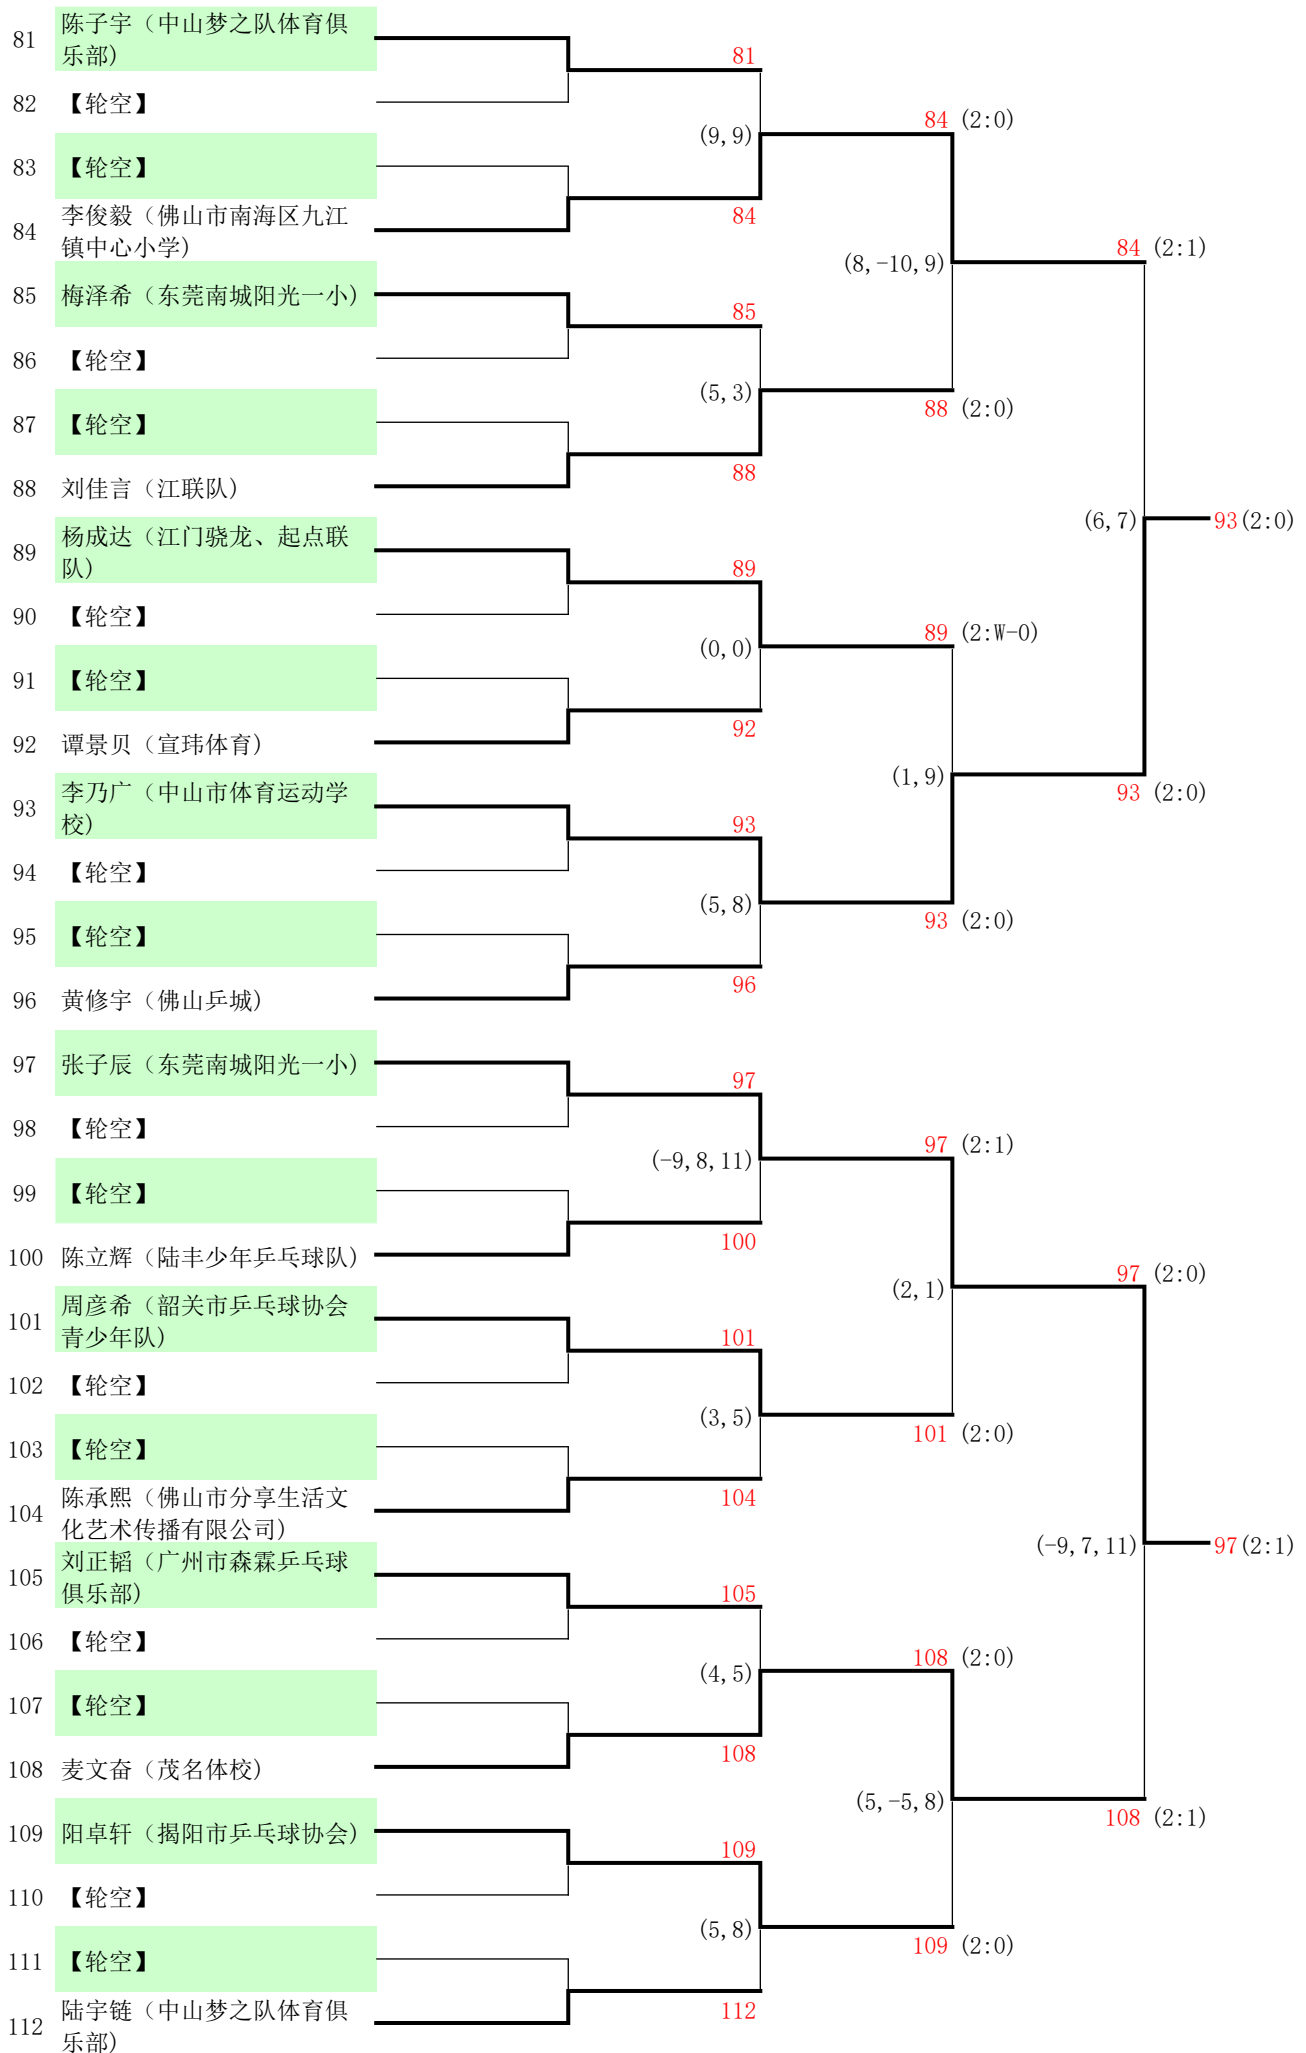 陈子宇（中山梦之队体育俱
81
乐部）
81
82 【轮空】
84 (2:0)
(9,9)
83 【轮空】
李俊毅（佛山市南海区九江
84
镇中心小学）
84
84 (2:1)
(8,-10,9)
85 梅泽希（东莞南城阳光一小）
85
86 【轮空】
(5,3)
88 (2:0)
87 【轮空】
88
88 刘佳言（江联队）
(6,7)
93(2:0)
杨成达（江门骁龙、起点联
89
队）
89
90 【轮空】
89 (2:W-0)
(0,0)
91 【轮空】
92
92 谭景贝（宣玮体育）
(1,9)
93 (2:0)
李乃广（中山市体育运动学
93
校）
93
94 【轮空】
(5,8)
93 (2:0)
95 【轮空】
96
96 黄修宇（佛山乒城）
97 张子辰（东莞南城阳光一小）
97
98 【轮空】
97 (2:1)
(-9,8,11)
99 【轮空】
100
100 陈立辉（陆丰少年乒乓球队）
97 (2:0)
(2,1)
周彦希（韶关市乒乓球协会
101
青少年队）
101
102 【轮空】
(3,5)
101 (2:0)
103 【轮空】
104
陈承熙（佛山市分享生活文
104
化艺术传播有限公司）
(-9,7,11)
97(2:1)
刘正韬（广州市森霖乒乓球
105
俱乐部）
105
106 【轮空】
108 (2:0)
(4,5)
107 【轮空】
108
108 麦文奋（茂名体校）
(5,-5,8)
108 (2:1)
109 阳卓轩（揭阳市乒乓球协会）
109
110 【轮空】
(5,8)
109 (2:0)
111 【轮空】
112
陆宇链（中山梦之队体育俱
112
乐部）